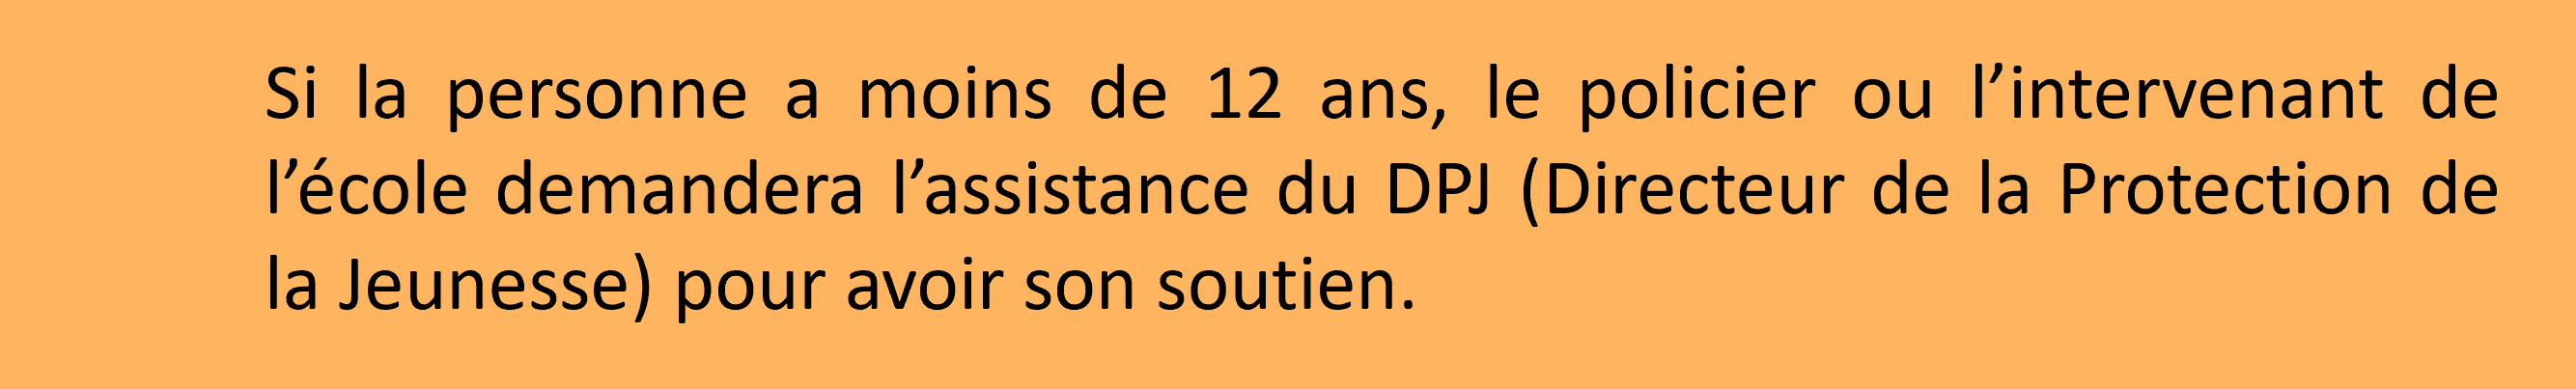 Si la personne a moins de 12 ans, le policier ou l’intervenant de
l’école demandera l’assistance du DPJ (Directeur de la Protection de
la Jeunesse) pour avoir son soutien.